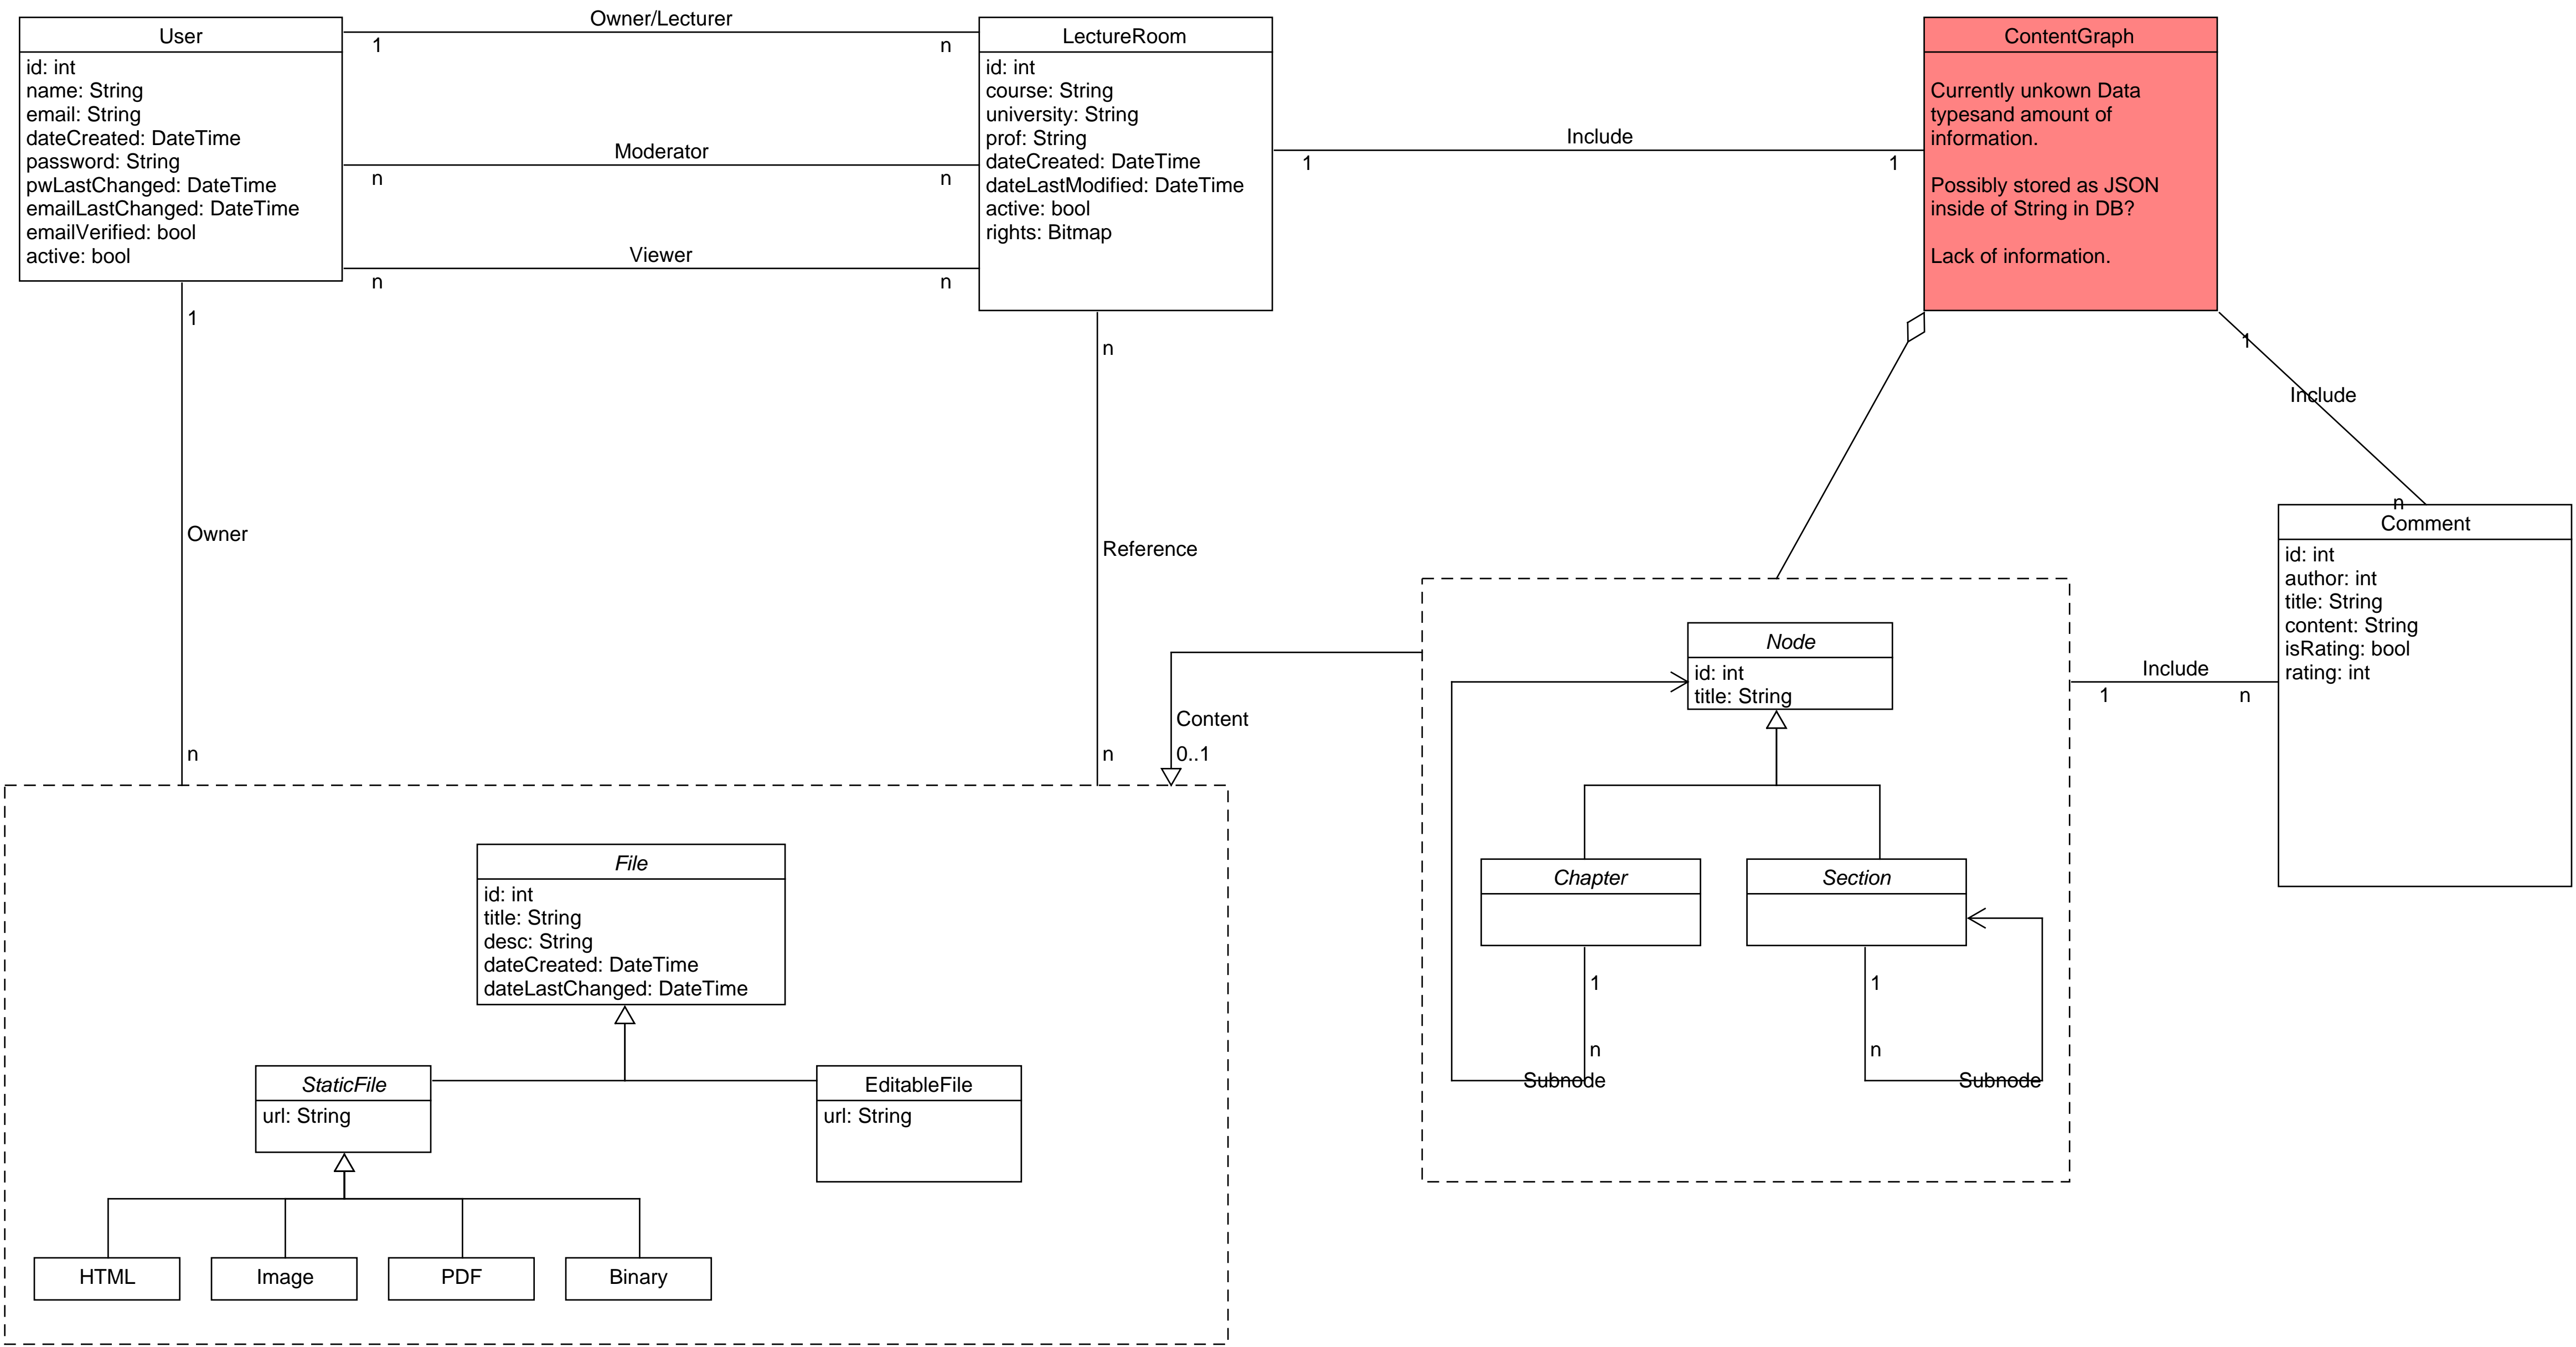 User
id: int
name: String
email: String
dateCreated: DateTime
password: String
pwLastChanged: DateTime
emailLastChanged: DateTime
emailVerified: bool
active: bool
Owner/Lecturer
1
n
Moderator
n
n
Viewer
n
n
LectureRoom
id: int
course: String
university: String
prof: String
dateCreated: DateTime
dateLastModified: DateTime
active: bool
rights: Bitmap
Include
1
1
ContentGraph
Currently unkown Data
typesand amount of
information.
Possibly stored as JSON
inside of String in DB?
Lack of information.
1
Include
n
Comment
id: int
author: int
title: String
content: String
isRating: bool
rating: int
1
Owner
n
n
Reference
n
Content
0..1
Include
1
n
Node
id: int
title: String
Chapter
Section
1
n
Subnode
1
n
Subnode
File
id: int
title: String
desc: String
dateCreated: DateTime
dateLastChanged: DateTime
StaticFile
url: String
EditableFile
url: String
HTML
Image
PDF
Binary